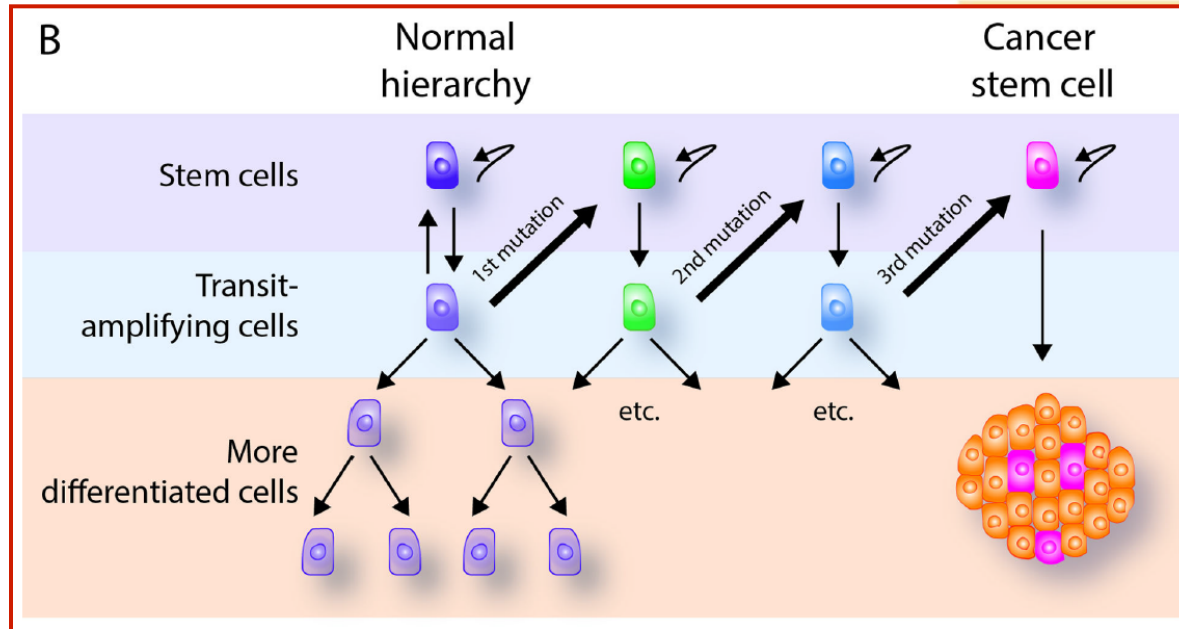 B
Normal
hierarchy
Cancer
stem cell
Stem cells
1st mutation
2nd mutation
3rd mutation
Transit-
amplifying cells
etc.
etc.
More
differentiated cells